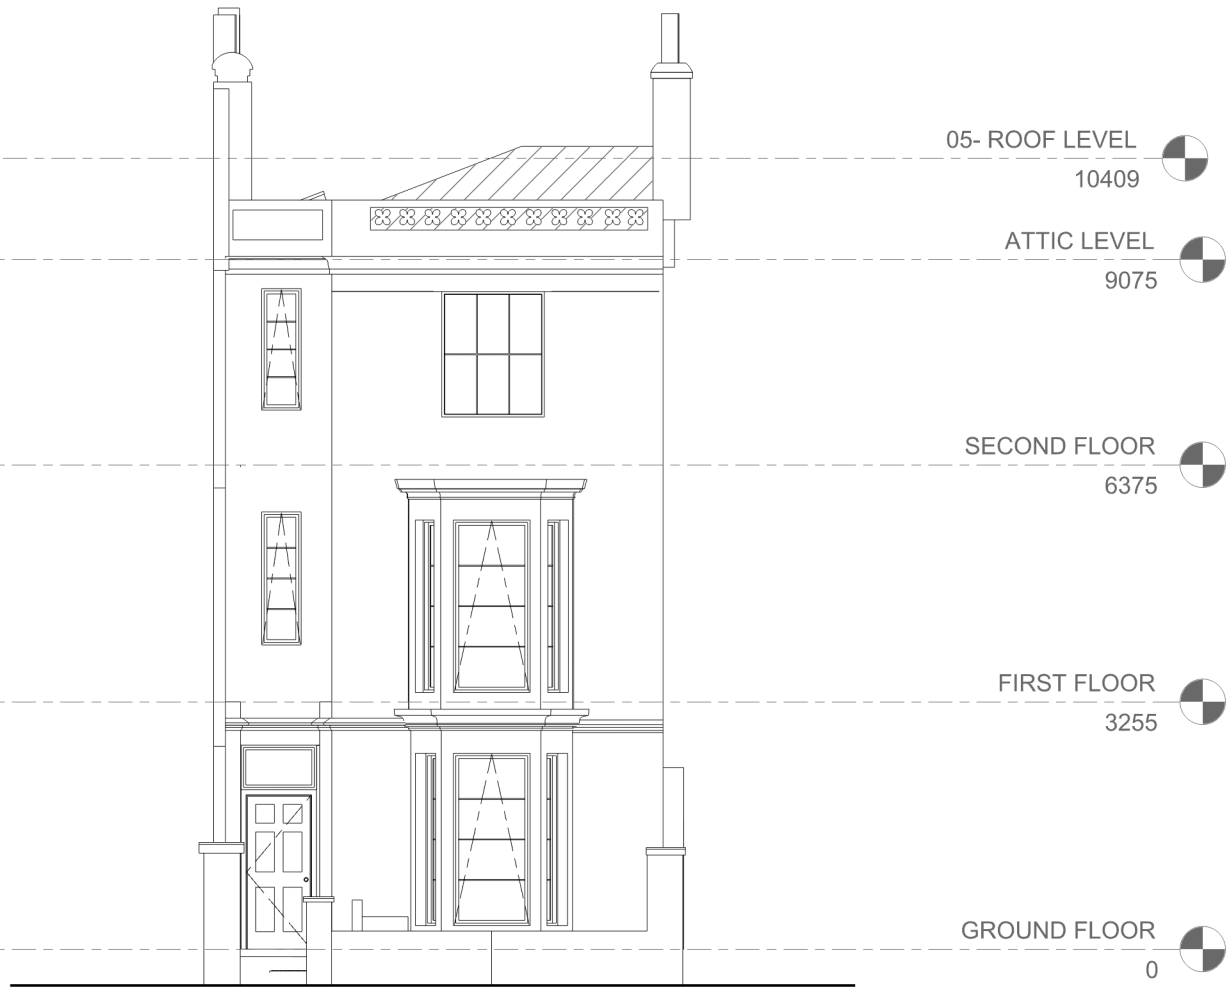 05- ROOF LEVEL
10409
ATTIC LEVEL
9075
SECOND FLOOR
6375
FIRST FLOOR
3255
GROUND FLOOR
0